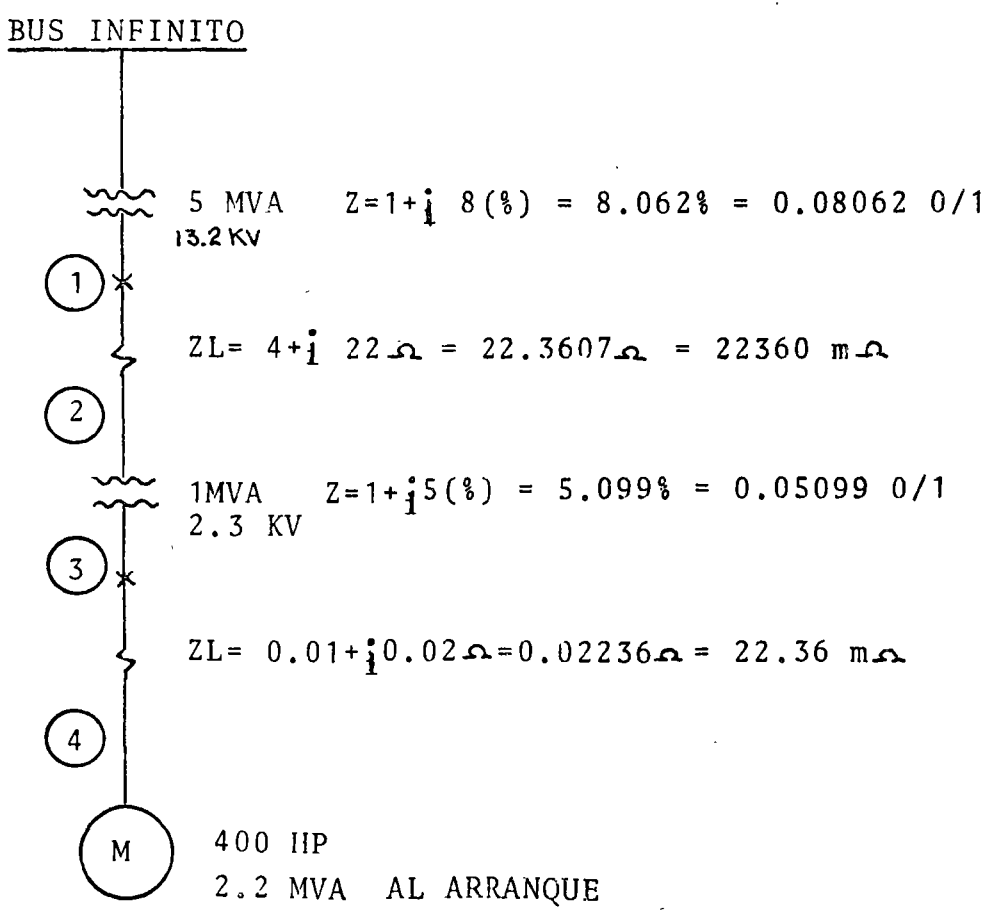 BUS INFINITO
5 MVA Z=1+j 8(%) = 8.062% = 0.08062 0/1
13.2 KV
1
ZL= 4+j 22Ω = 22.3607Ω = 22360 mΩ
2
1MVA Z=1+j5(%) = 5.099% = 0.05099 0/1
2.3 KV
3
ZL= 0.01+j0.02Ω=0.02236Ω = 22.36 mΩ
4
M
400 HP
2.2 MVA AL ARRANQUE